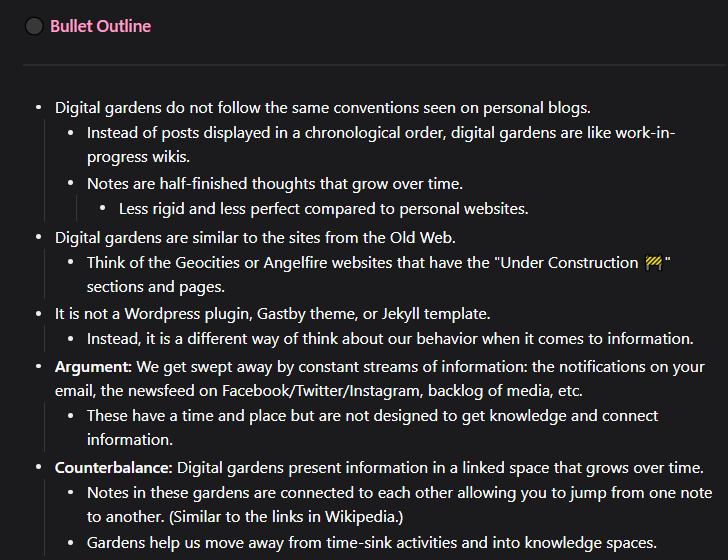 Bullet Outline
Digital gardens do not follow the same conventions seen on personal blogs.
Instead of posts displayed in a chronological order, digital gardens are like work-in-
progress wikis.
Notes are half-finished thoughts that grow over time.
Less rigid and less perfect compared to personal websites.
Digital gardens are similar to the sites from the Old Web.
Think of the Geocities or Angelfire websites that have the "Under Construction 🚧"
sections and pages.
It is not a Wordpress plugin, Gastby theme, or Jekyll template.
Instead, it is a different way of think about our behavior when it comes to information.
Argument: We get swept away by constant streams of information: the notifications on your
email, the newsfeed on Facebook/Twitter/Instagram, backlog of media, etc.
These have a time and place but are not designed to get knowledge and connect
information.
Counterbalance: Digital gardens present information in a linked space that grows over time.
Notes in these gardens are connected to each other allowing you to jump from one note
to another. (Similar to the links in Wikipedia.)
Gardens help us move away from time-sink activities and into knowledge spaces.